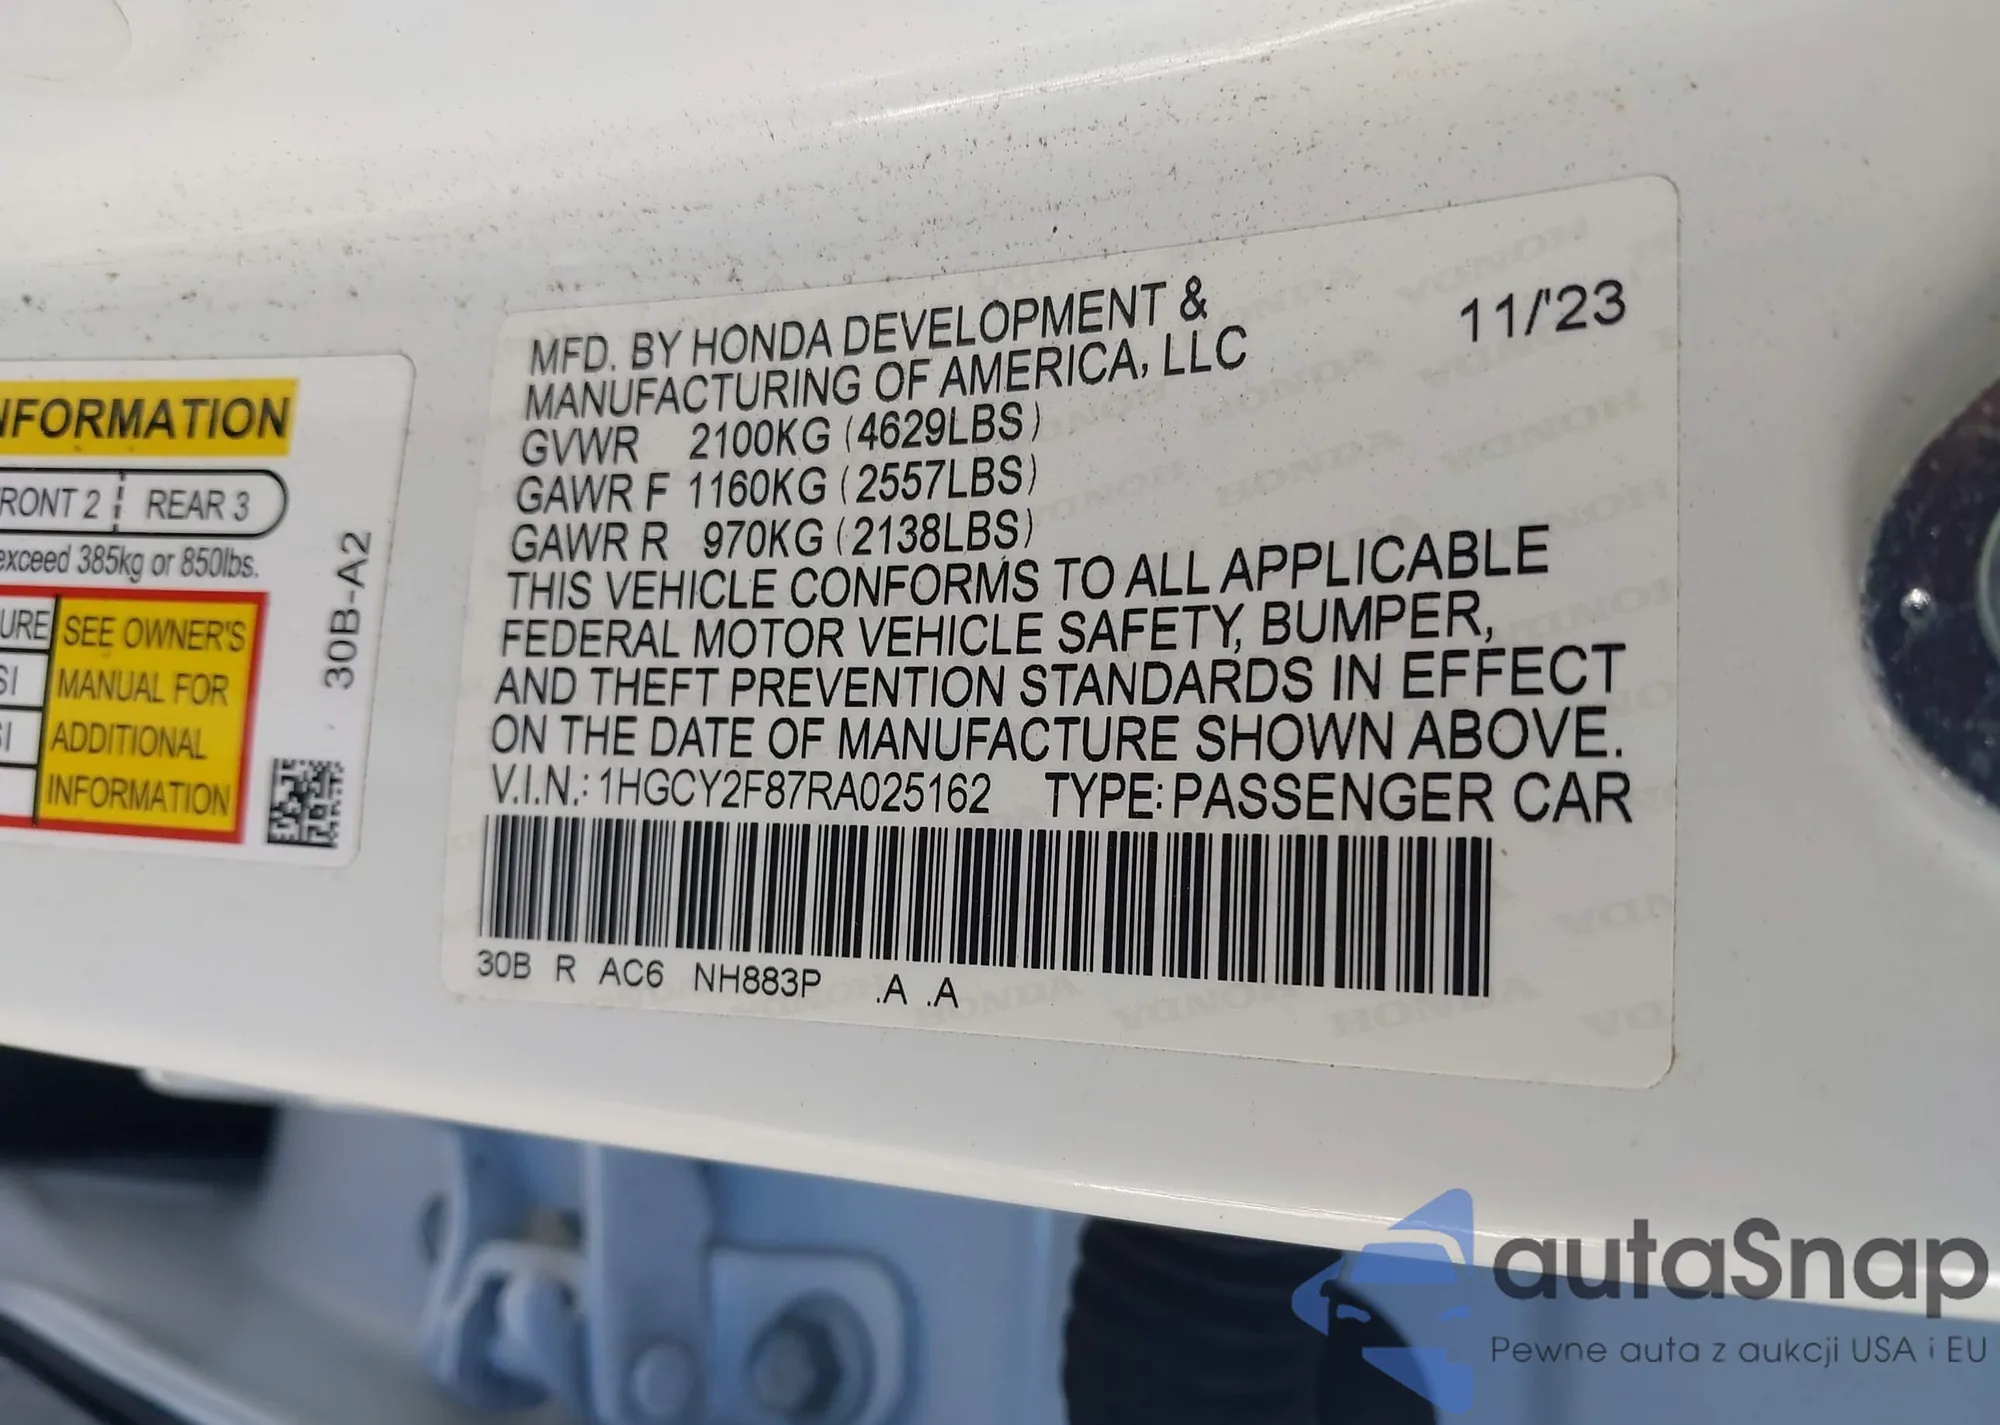 NFORMATION
RONT 2 REAR 3
exceed 385kg or 850lbs.
URE SEE OWNER'S
SI MANUAL FOR
SI ADDITIONAL
INFORMATION
30B-A2
MFD. BY HONDA DEVELOPMENT & 11/'23
MANUFACTURING OF AMERICA, LLC
GVWR 2100KG (4629LBS)
GAWR F 1160KG (2557LBS)
GAWR R 970KG (2138LBS)
THIS VEHICLE CONFORMS TO ALL APPLICABLE
FEDERAL MOTOR VEHICLE SAFETY, BUMPER,
AND THEFT PREVENTION STANDARDS IN EFFECT
ON THE DATE OF MANUFACTURE SHOWN ABOVE.
V.I.N.: 1HGCY2F87RA025162 TYPE: PASSENGER CAR
30B R AC6 NH883P .A .A
autaSnap
Pewne auta z aukcji USA i EU